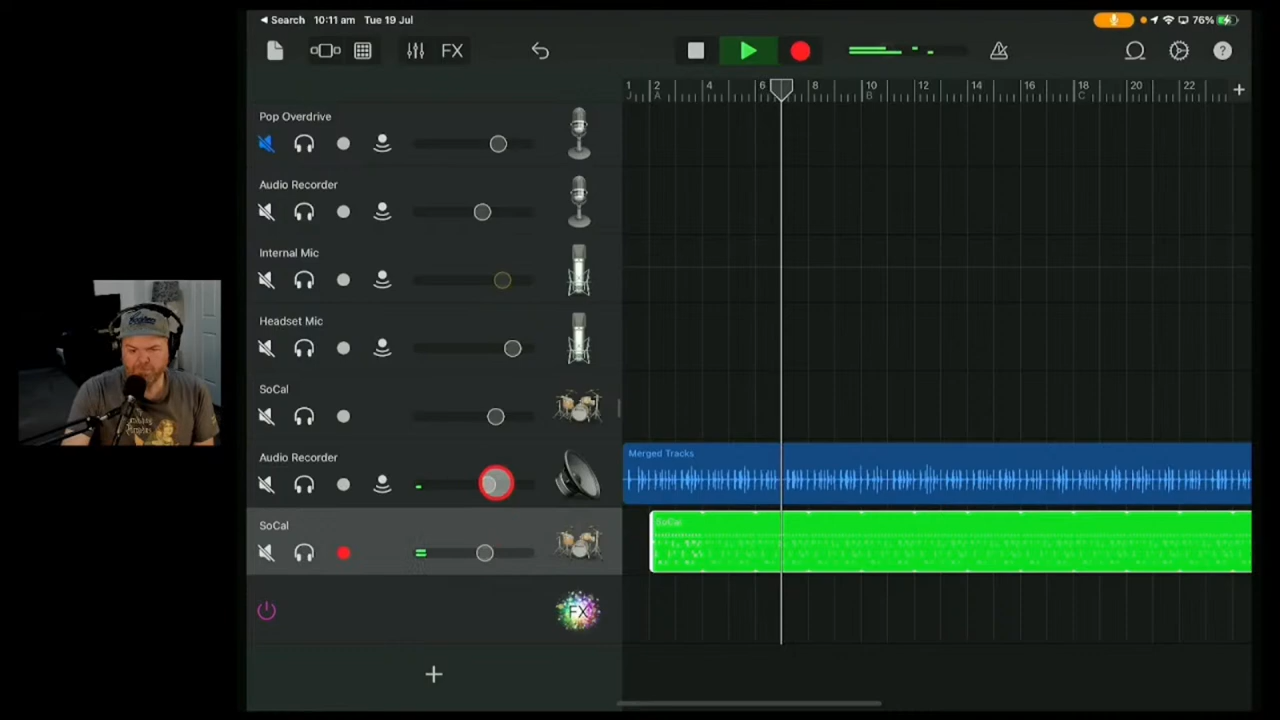 Search 10:11 am Tue 19 Jul 76%
FX
1 2 4 6 8 10 12 14 16 18 20 22
J A B C
Pop Overdrive
Audio Recorder
Internal Mic
Headset Mic
SoCal
Audio Recorder
Merged Tracks
SoCal
SoCal
FX